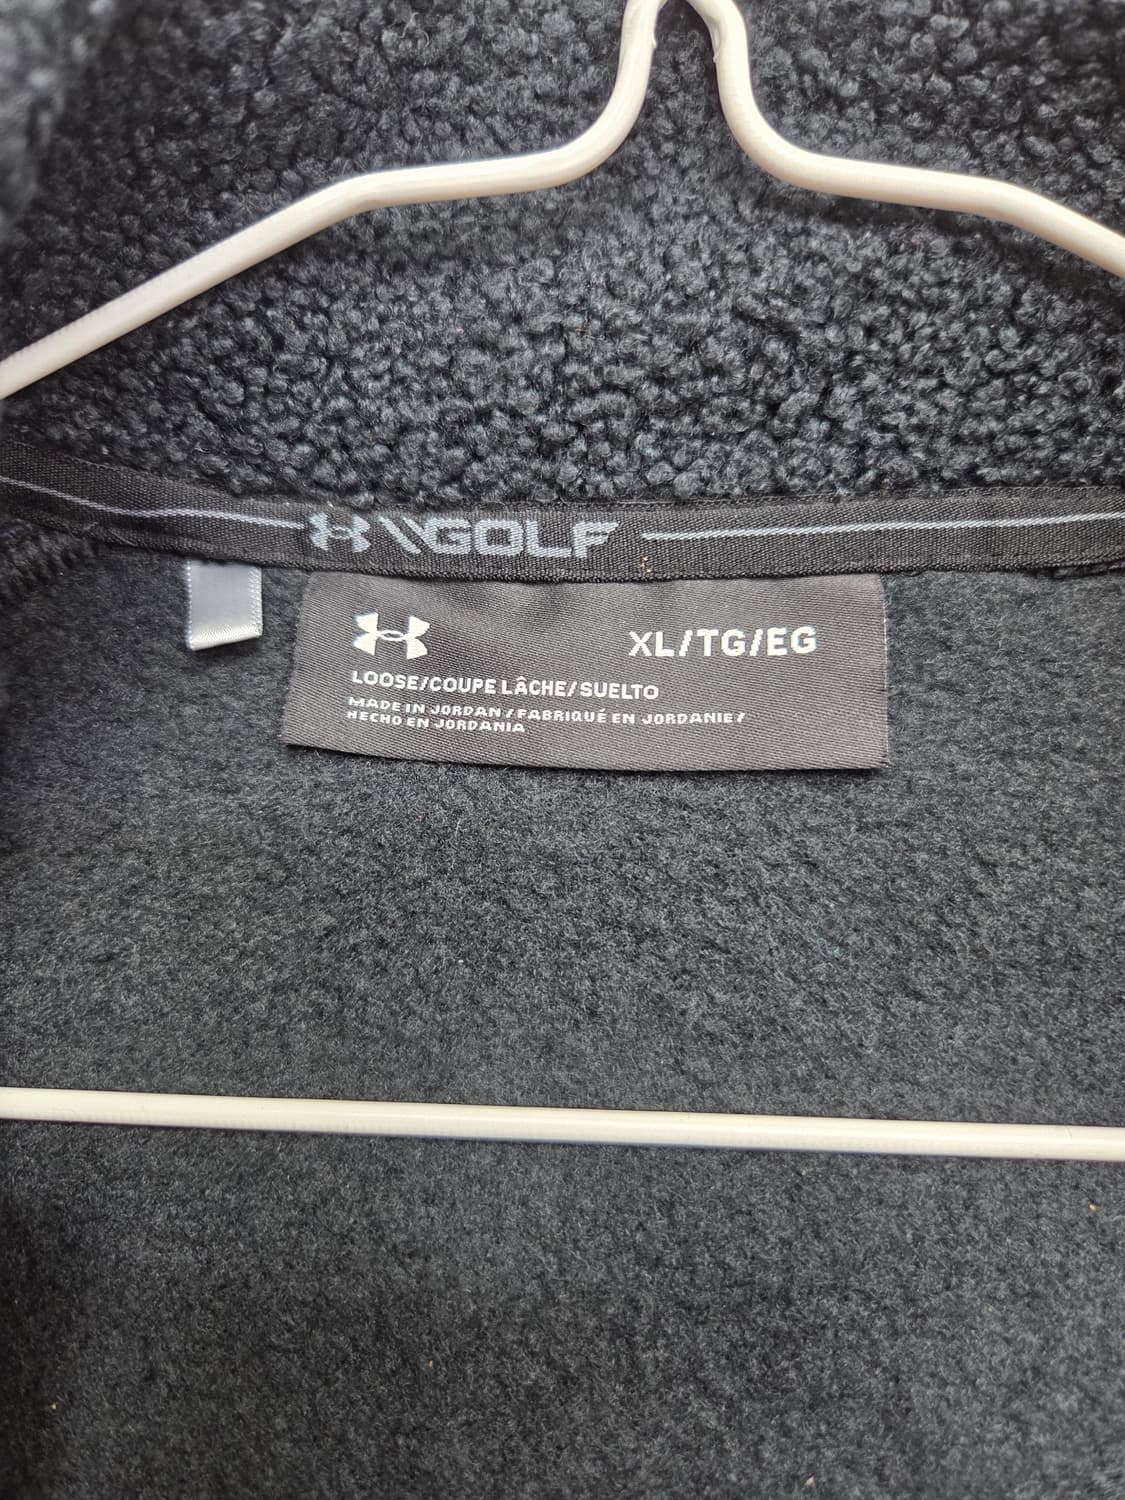 \\GOLF
XL/TG/EG
LOOSE/COUPE LÂCHE/SUELTO
MADE IN JORDAN / FABRIQUÉ EN JORDANIE /
HECHO EN JORDANIA